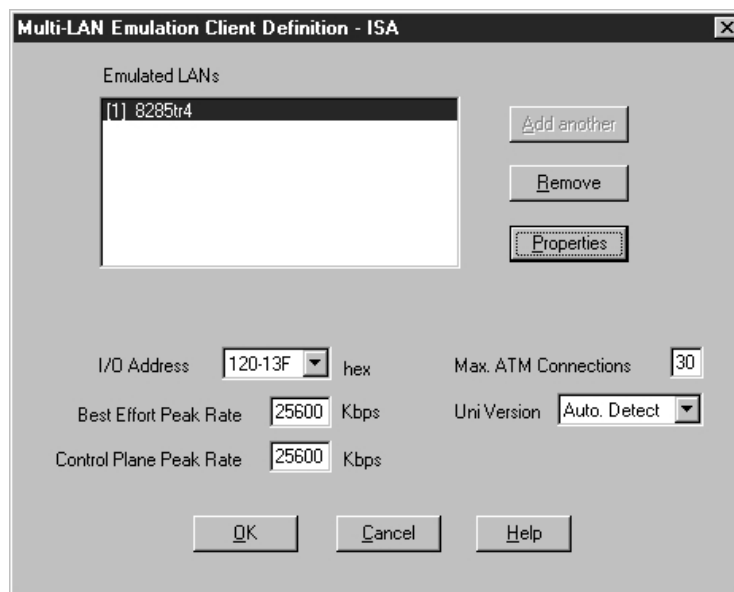 Multi-LAN Emulation Client Definition - ISA
Emulated LANs
[1] 8285tr4
Add another
Remove
Properties
I/O Address 120-13F hex Max. ATM Connections 30
Best Effort Peak Rate 25600 Kbps Uni Version Auto. Detect
Control Plane Peak Rate 25600 Kbps
OK Cancel Help